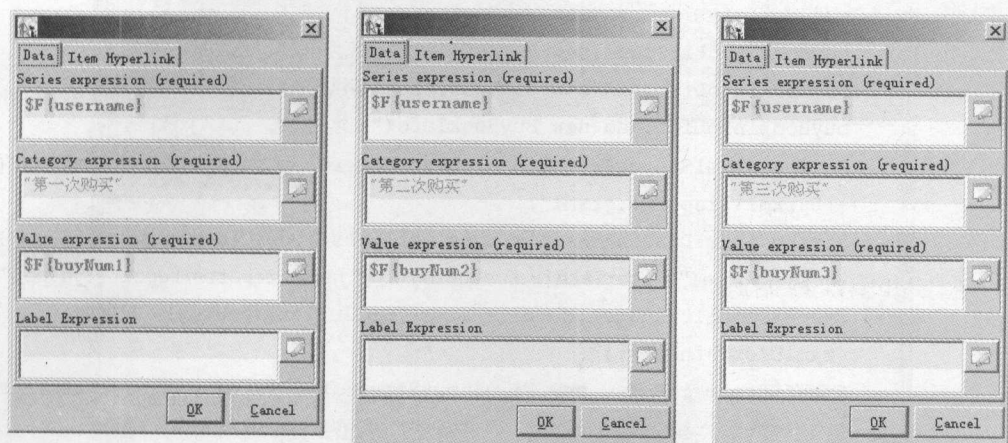 Data Item Hyperlink
Series expression (required)
$F{username}
Category expression (required)
"第一次购买"
Value expression (required)
$F{buyNum1}
Label Expression
OK Cancel
Data Item Hyperlink
Series expression (required)
$F{username}
Category expression (required)
"第二次购买"
Value expression (required)
$F{buyNum2}
Label Expression
OK Cancel
Data Item Hyperlink
Series expression (required)
$F{username}
Category expression (required)
"第三次购买"
Value expression (required)
$F{buyNum3}
Label Expression
OK Cancel